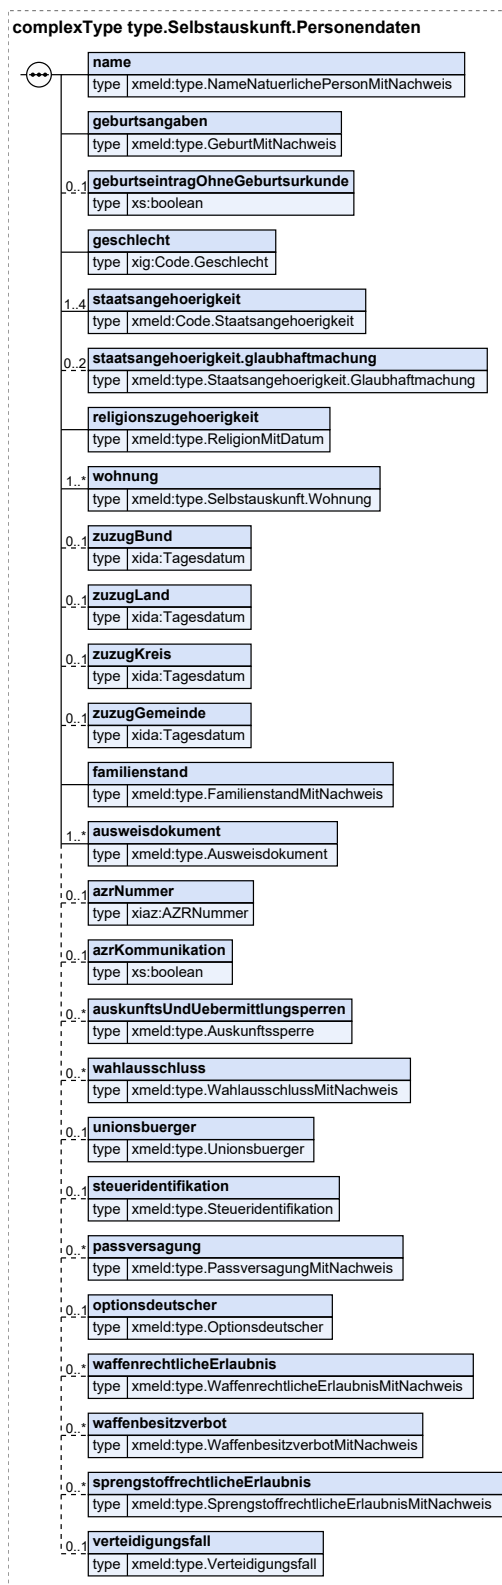 complexType type.Selbstauskunft.Personendaten
name
type xmeld:type.NameNatuerlichePersonMitNachweis
geburtsangaben
type xmeld:type.GeburtMitNachweis
0..1 geburtseintragOhneGeburtsurkunde
type xs:boolean
geschlecht
type xig:Code.Geschlecht
1..4 staatsangehoerigkeit
type xmeld:Code.Staatsangehoerigkeit
0..2 staatsangehoerigkeit.glaubhaftmachung
type xmeld:type.Staatsangehoerigkeit.Glaubhaftmachung
religionszugehoerigkeit
type xmeld:type.ReligionMitDatum
1..* wohnung
type xmeld:type.Selbstauskunft.Wohnung
0..1 zuzugBund
type xida:Tagesdatum
0..1 zuzugLand
type xida:Tagesdatum
0..1 zuzugKreis
type xida:Tagesdatum
0..1 zuzugGemeinde
type xida:Tagesdatum
familienstand
type xmeld:type.FamilienstandMitNachweis
1..* ausweisdokument
type xmeld:type.Ausweisdokument
0..1 azrNummer
type xiaz:AZRNummer
0..1 azrKommunikation
type xs:boolean
0..* auskunftsUndUebermittlungsperren
type xmeld:type.Auskunftssperre
0..* wahlausschluss
type xmeld:type.WahlausschlussMitNachweis
0..1 unionsbuerger
type xmeld:type.Unionsbuerger
0..1 steueridentifikation
type xmeld:type.Steueridentifikation
0..* passversagung
type xmeld:type.PassversagungMitNachweis
0..1 optionsdeutscher
type xmeld:type.Optionsdeutscher
0..* waffenrechtlicheErlaubnis
type xmeld:type.WaffenrechtlicheErlaubnisMitNachweis
0..* waffenbesitzverbot
type xmeld:type.WaffenbesitzverbotMitNachweis
0..* sprengstoffrechtlicheErlaubnis
type xmeld:type.SprengstoffrechtlicheErlaubnisMitNachweis
0..1 verteidigungsfall
type xmeld:type.Verteidigungsfall